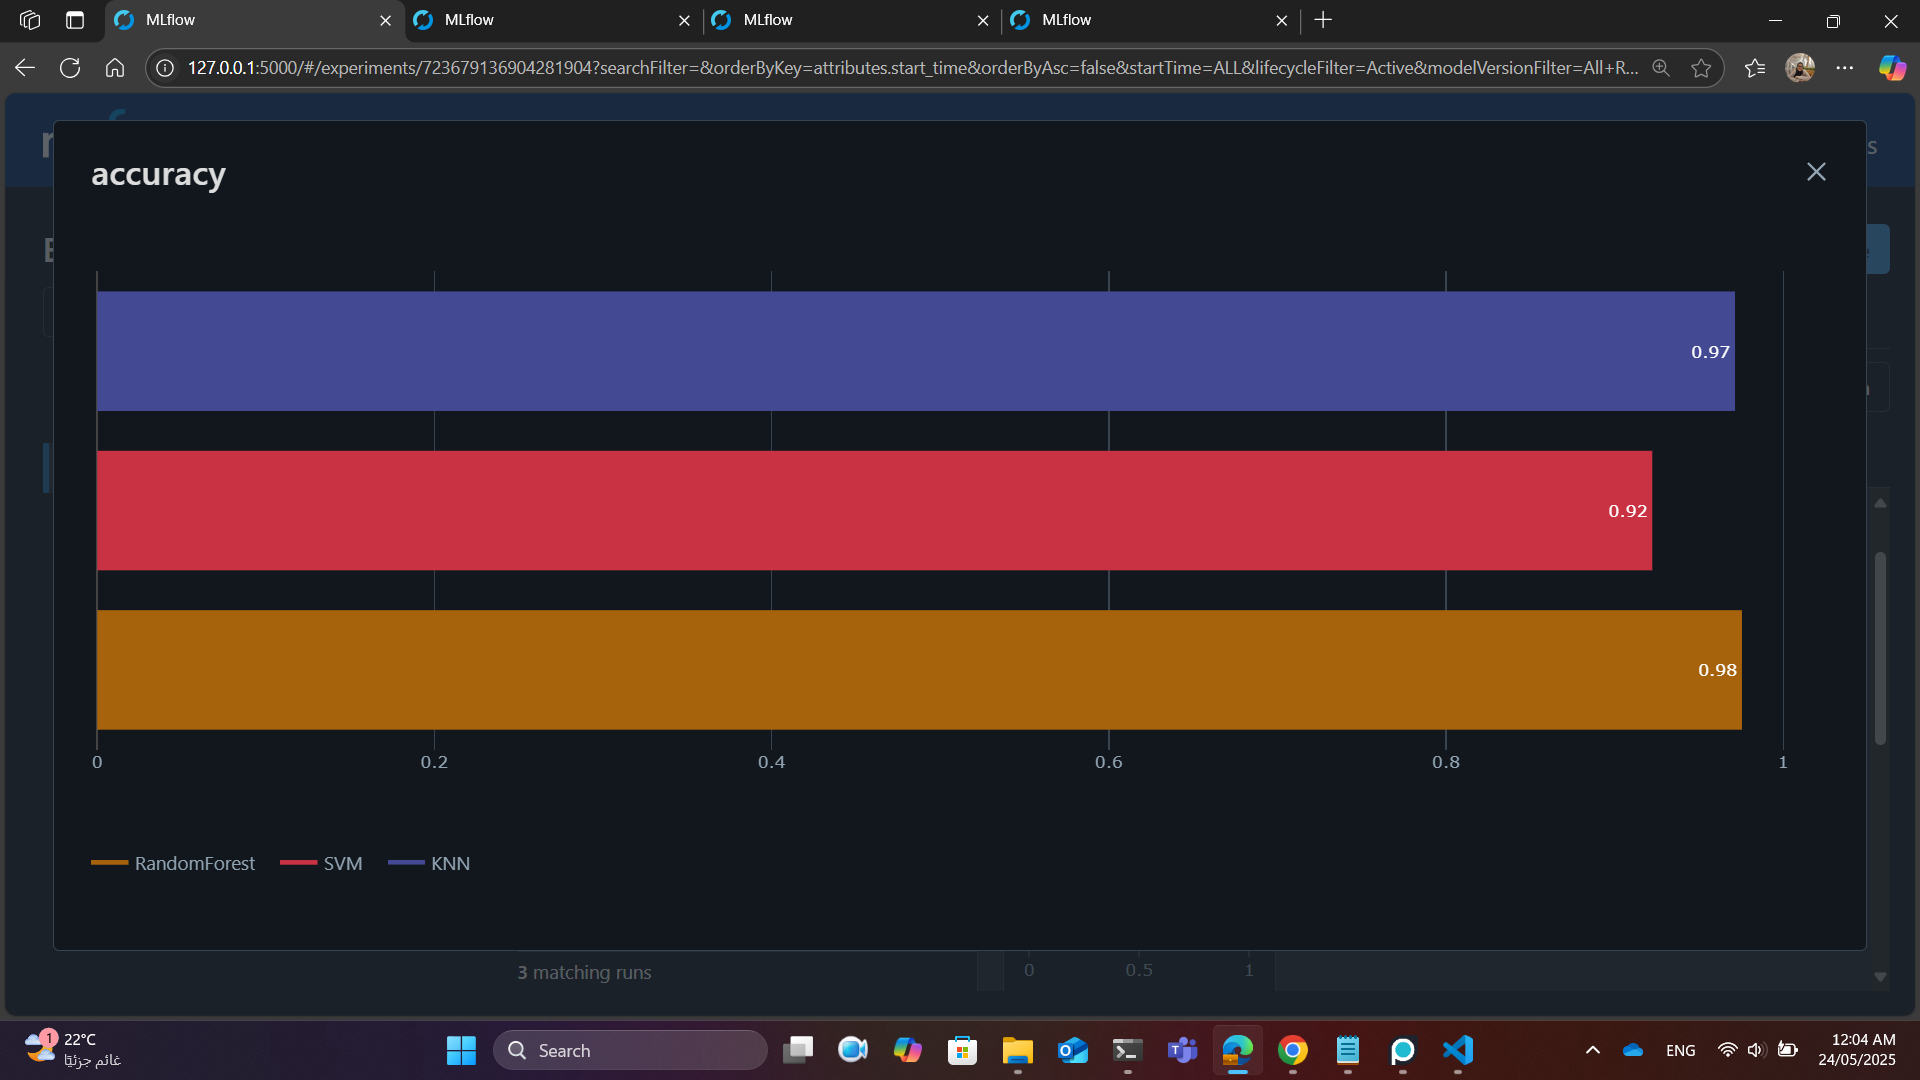 MLflow
MLflow
MLflow
MLflow
127.0.0.1:5000/#/experiments/723679136904281904?searchFilter=&orderByKey=attributes.start_time&orderByAsc=false&startTime=ALL&lifecycleFilter=Active&modelVersionFilter=All+R...
accuracy
0.97
0.92
0.98
0 0.2 0.4 0.6 0.8 1
RandomForest SVM KNN
3 matching runs
0 0.5 1
1
22°C
غائم جزئيًا
Search
ENG
12:04 AM
24/05/2025